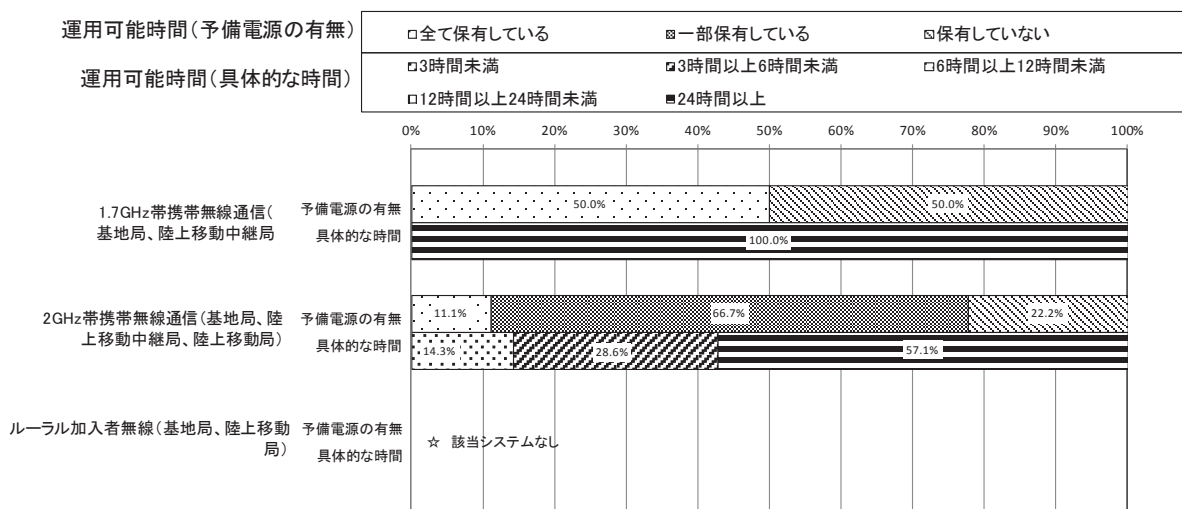 運用可能時間(予備電源の有無)
全て保有している 一部保有している 保有していない
運用可能時間(具体的な時間)
3時間未満 3時間以上6時間未満 6時間以上12時間未満
12時間以上24時間未満 24時間以上
0% 10% 20% 30% 40% 50% 60% 70% 80% 90% 100%
1.7GHz帯携帯無線通信(
基地局、陸上移動中継局
予備電源の有無
50.0% 50.0%
具体的な時間
100.0%
2GHz帯携帯無線通信(基地局、陸
上移動中継局、陸上移動局)
予備電源の有無
11.1% 66.7% 22.2%
具体的な時間
14.3% 28.6% 57.1%
ルーラル加入者無線(基地局、陸上移動
局)
予備電源の有無
具体的な時間
☆ 該当システムなし